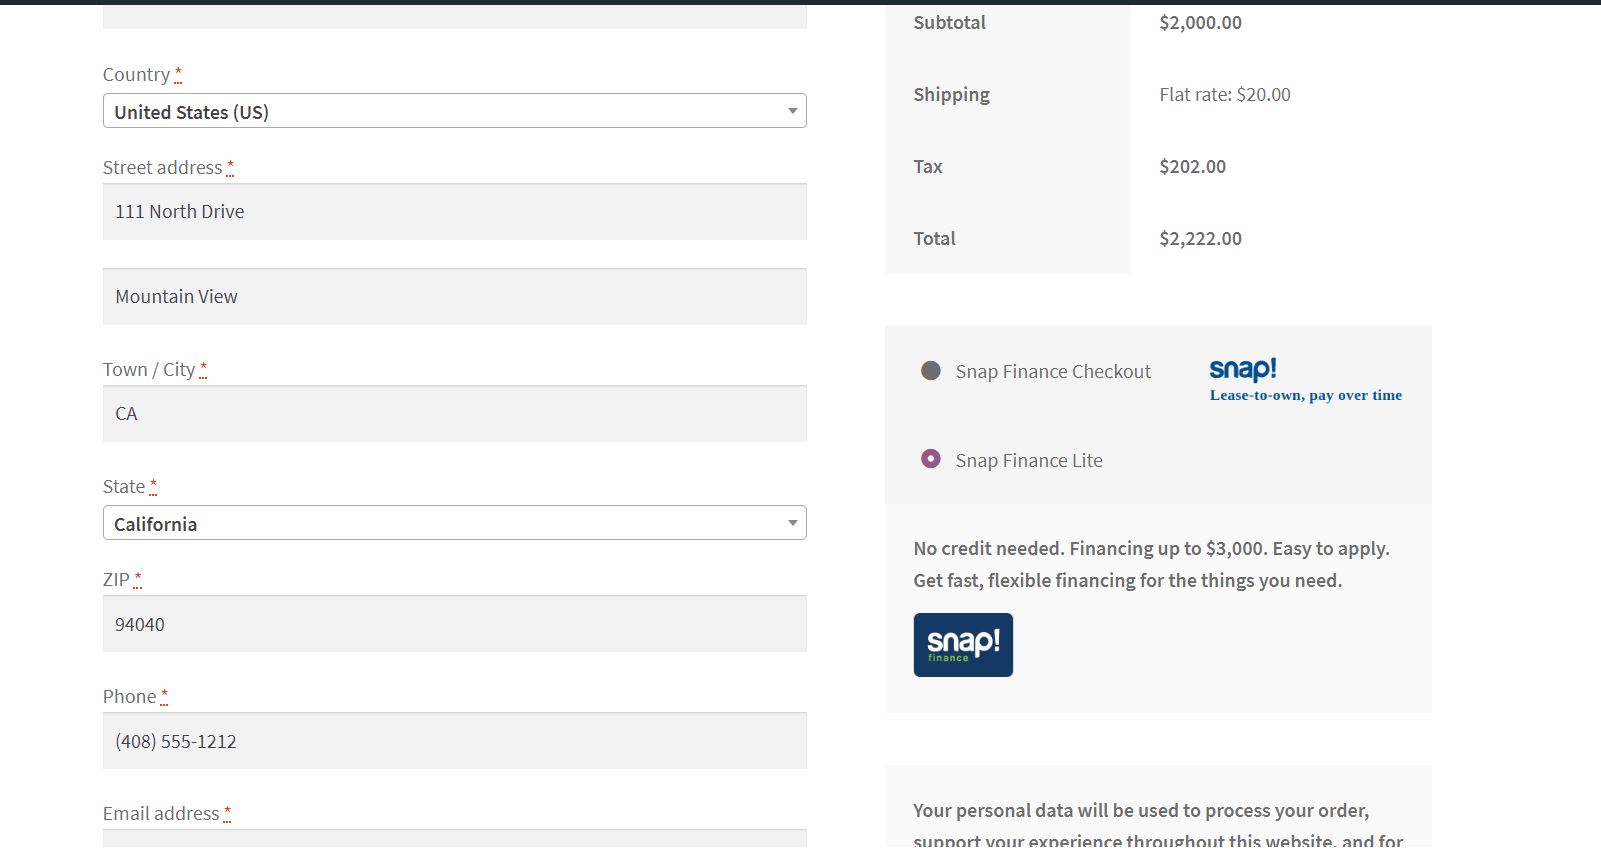 Country *
United States (US)
Street address *
111 North Drive
Mountain View
Town / City *
CA
State *
California
ZIP *
94040
Phone *
(408) 555-1212
Email address *
Subtotal $2,000.00
Shipping Flat rate: $20.00
Tax $202.00
Total $2,222.00
Snap Finance Checkout
snap!
Lease-to-own, pay over time
Snap Finance Lite
No credit needed. Financing up to $3,000. Easy to apply.
Get fast, flexible financing for the things you need.
snap!
finance
Your personal data will be used to process your order,
support your experience throughout this website, and for